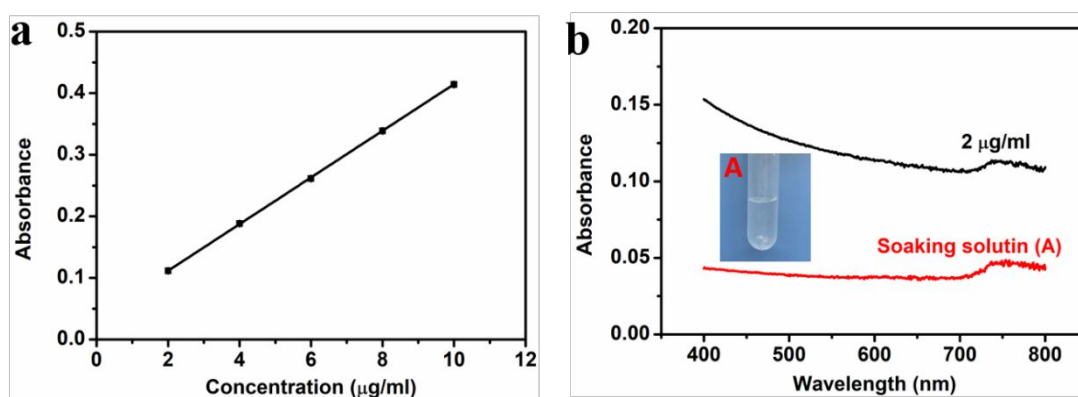 a
0.5
0.4
0.3
0.2
0.1
0.0
Absorbance
0 2 4 6 8 10 12
Concentration (μg/ml)
b
0.20
0.15
0.10
0.05
0.00
Absorbance
2 μg/ml
A
Soaking solutin (A)
400 500 600 700 800
Wavelength (nm)